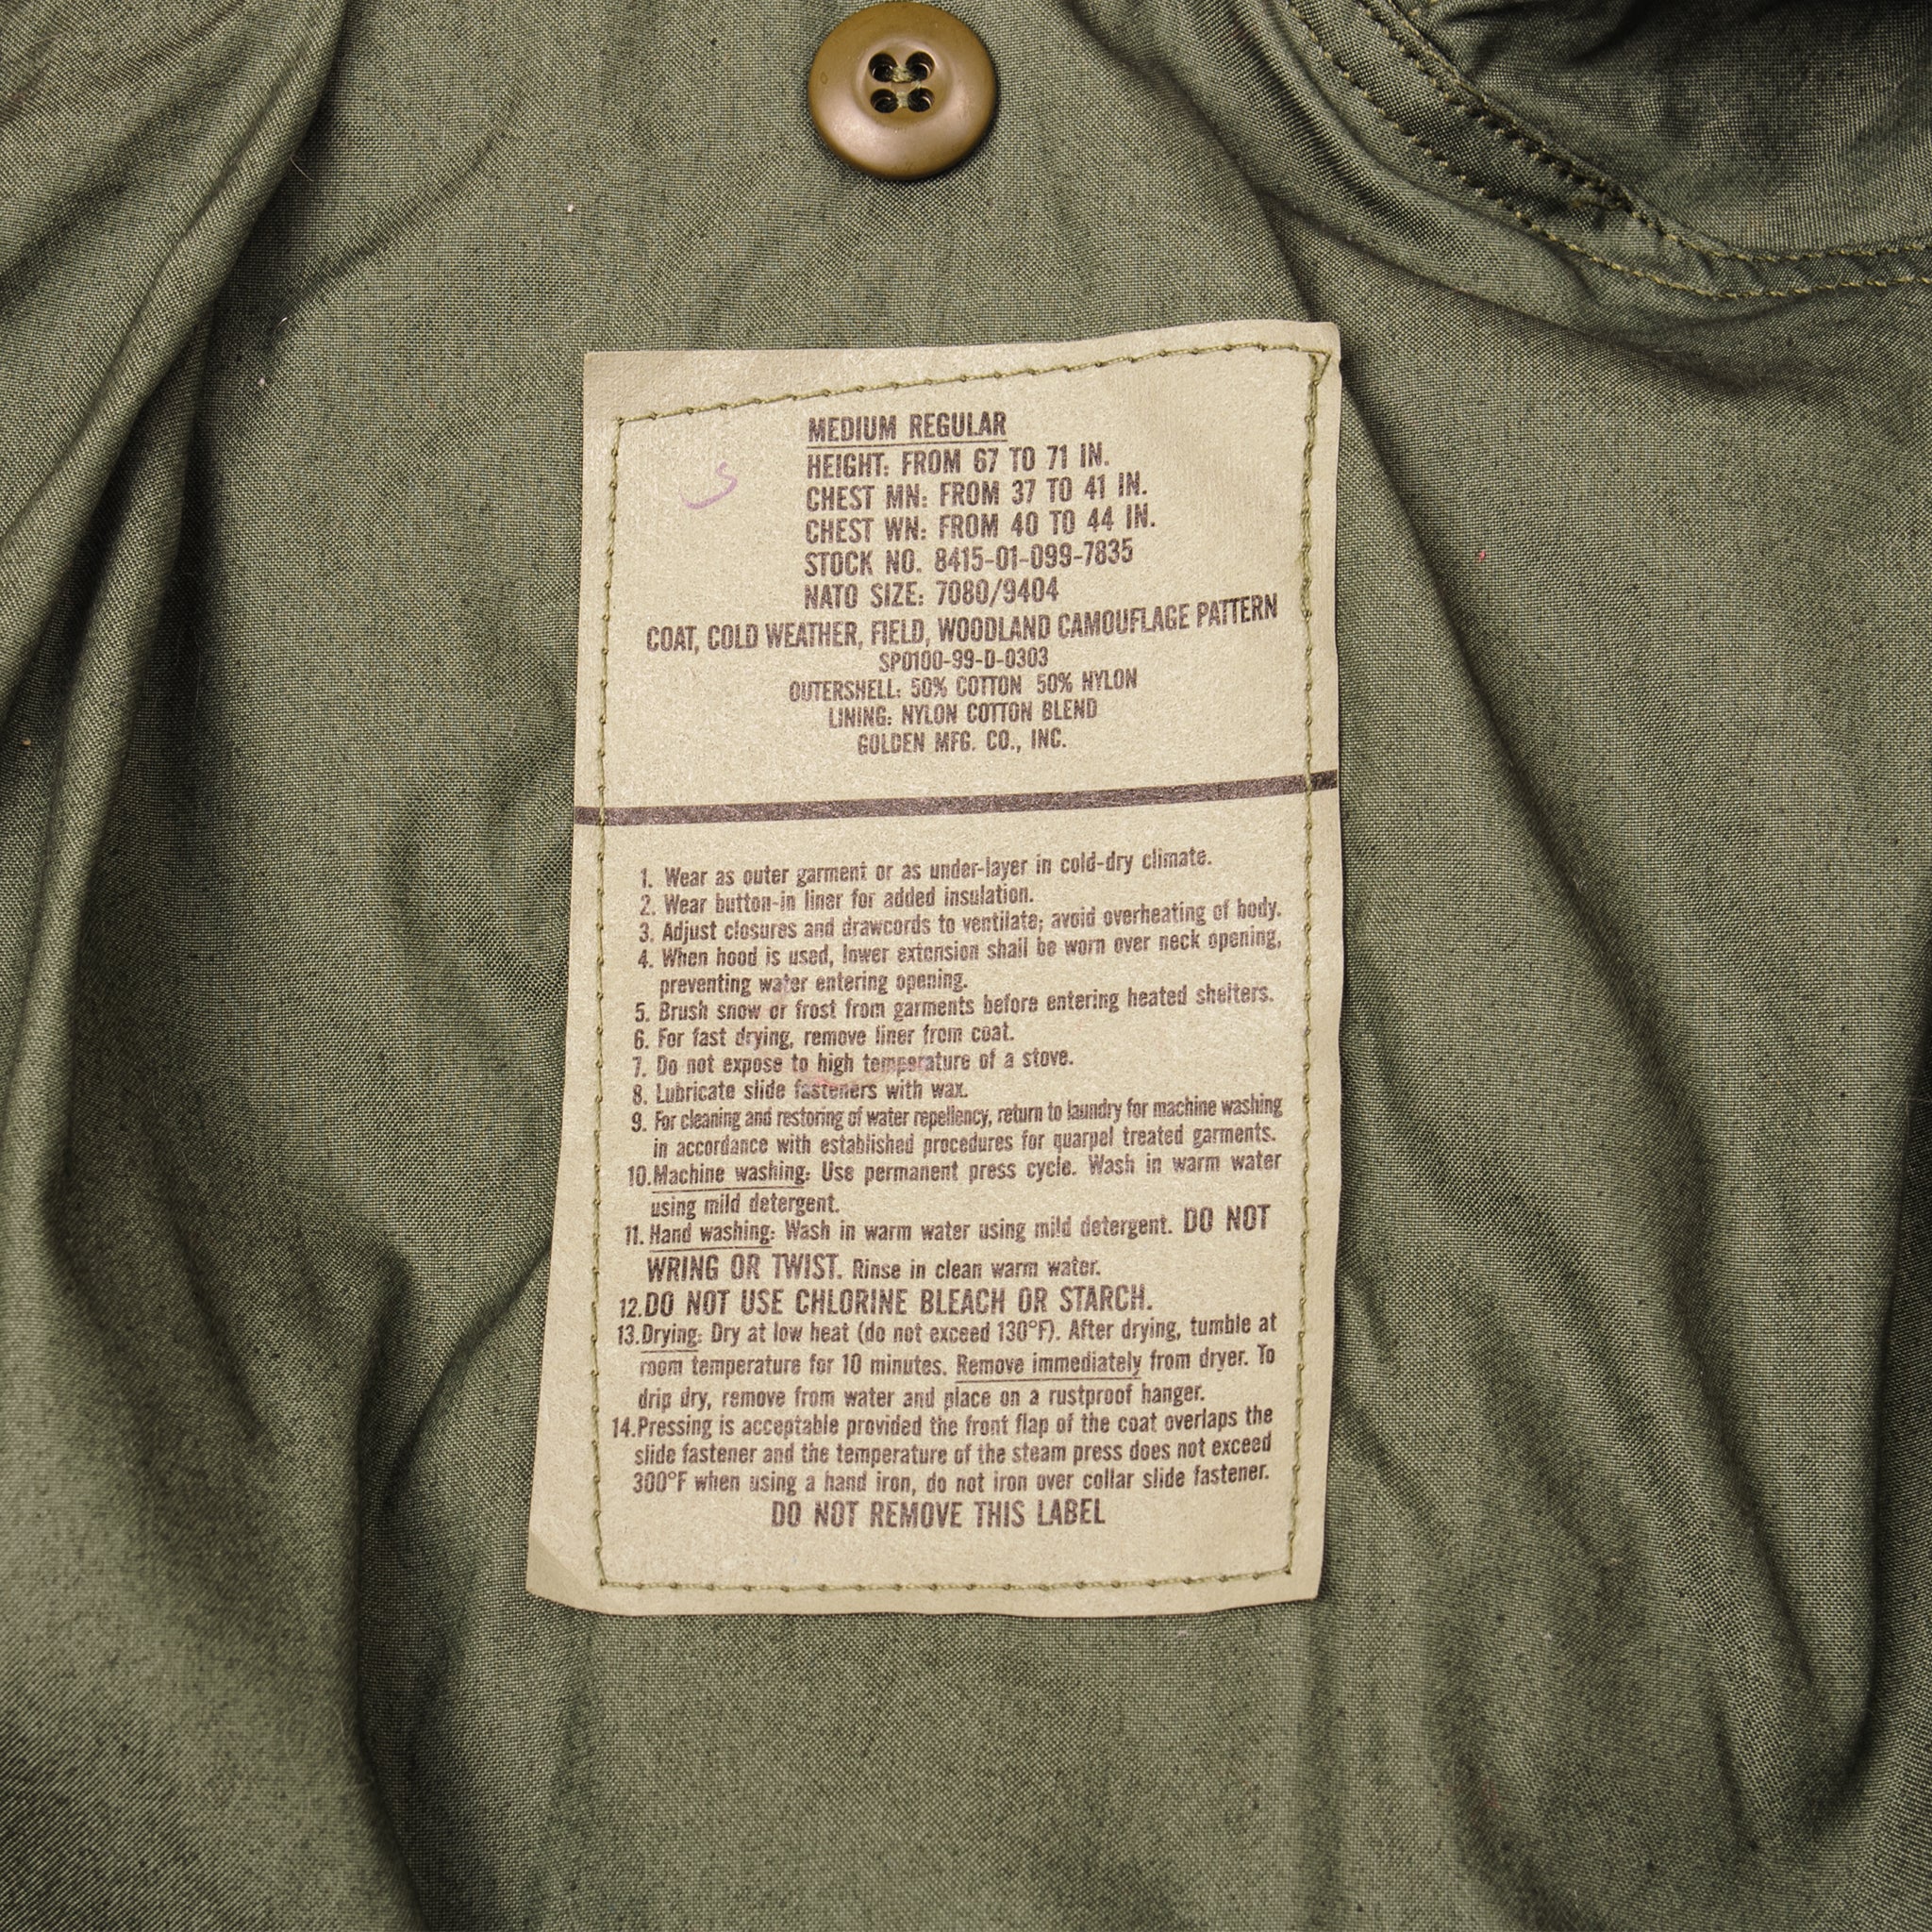 MEDIUM REGULAR
HEIGHT: FROM 67 TO 71 IN.
CHEST MN: FROM 37 TO 41 IN.
CHEST WN: FROM 40 TO 44 IN.
STOCK NO. 8415-01-099-7835
NATO SIZE: 7080/9404
COAT, COLD WEATHER, FIELD, WOODLAND CAMOUFLAGE PATTERN
SP0100-99-D-0303
OUTERSHELL: 50% COTTON 50% NYLON
LINING: NYLON COTTON BLEND
GOLDEN MFG. CO., INC.
1. Wear as outer garment or as under-layer in cold-dry climate.
2. Wear button-in liner for added insulation.
3. Adjust closures and drawcords to ventilate; avoid overheating of body.
4. When hood is used, lower extension shall be worn over neck opening,
preventing water entering opening.
5. Brush snow or frost from garments before entering heated shelters.
6. For fast drying, remove liner from coat.
7. Do not expose to high temperature of a stove.
8. Lubricate slide fasteners with wax.
9. For cleaning and restoring of water repellency, return to laundry for machine washing
in accordance with established procedures for quarpel treated garments.
10.Machine washing: Use permanent press cycle. Wash in warm water
using mild detergent.
11. Hand washing: Wash in warm water using mild detergent. DO NOT
WRING OR TWIST. Rinse in clean warm water.
12.DO NOT USE CHLORINE BLEACH OR STARCH.
13.Drying: Dry at low heat (do not exceed 130°F). After drying, tumble at
room temperature for 10 minutes. Remove immediately from dryer. To
drip dry, remove from water and place on a rustproof hanger.
14.Pressing is acceptable provided the front flap of the coat overlaps the
slide fastener and the temperature of the steam press does not exceed
300°F when using a hand iron, do not iron over collar slide fastener.
DO NOT REMOVE THIS LABEL